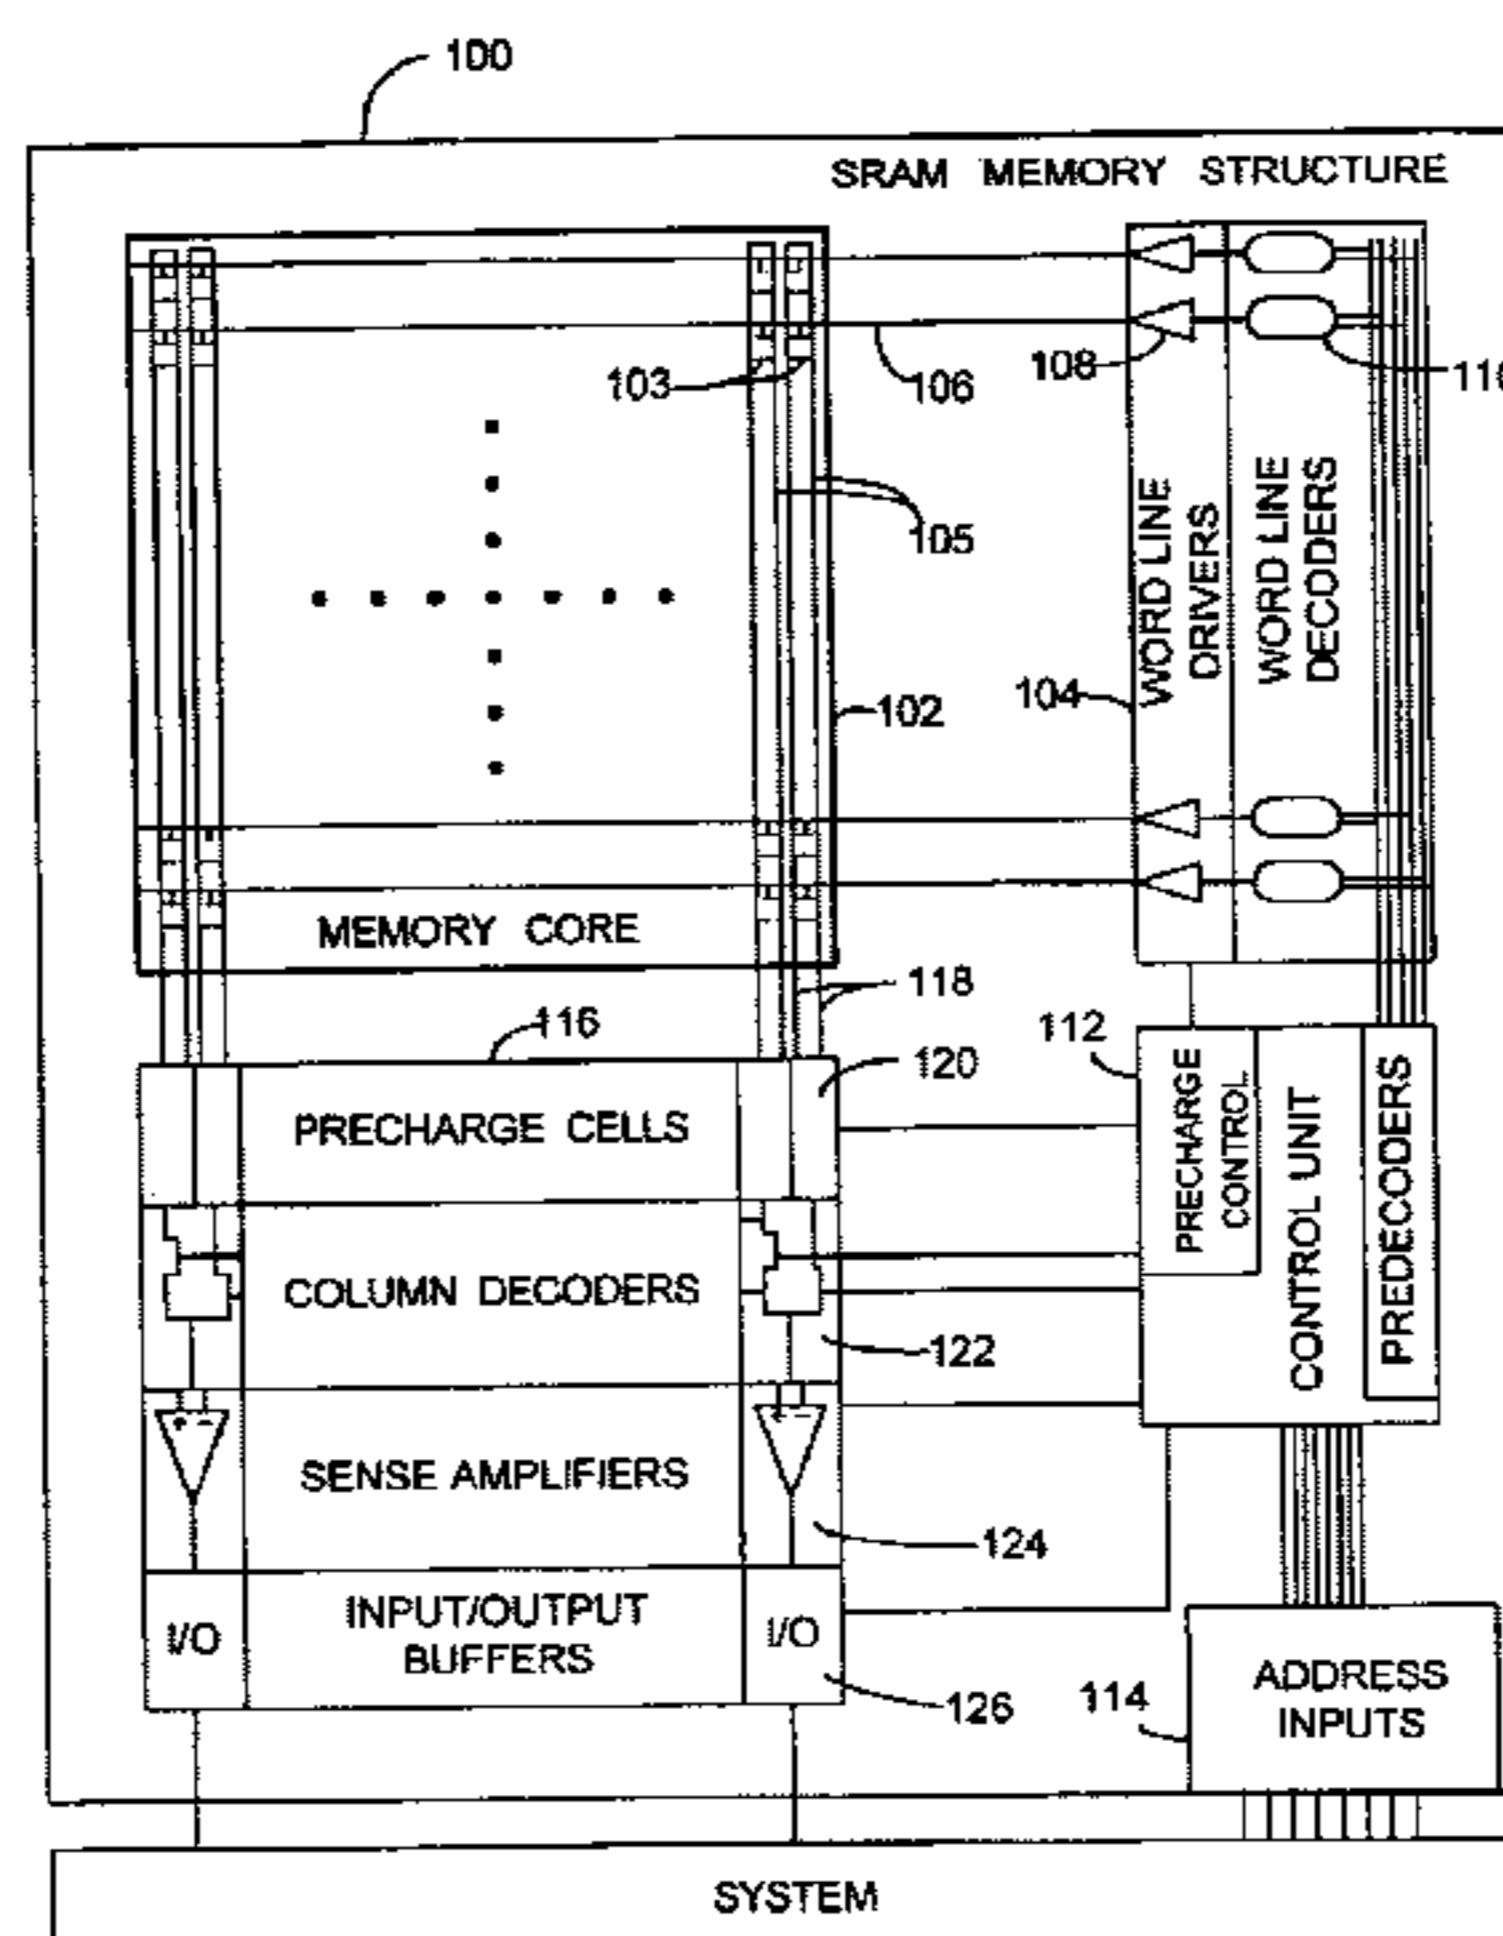 100
SRAM MEMORY STRUCTURE
103
106
108
110
105
WORD LINE
DRIVERS
WORD LINE
DECODERS
102
104
MEMORY CORE
118
116
112
120
PRECHARGE CELLS
PRECHARGE
CONTROL
CONTROL UNIT
PREDECODERS
COLUMN DECODERS
122
+ -
+ -
SENSE AMPLIFIERS
124
I/O
INPUT/OUTPUT
BUFFERS
I/O
126
114
ADDRESS
INPUTS
SYSTEM